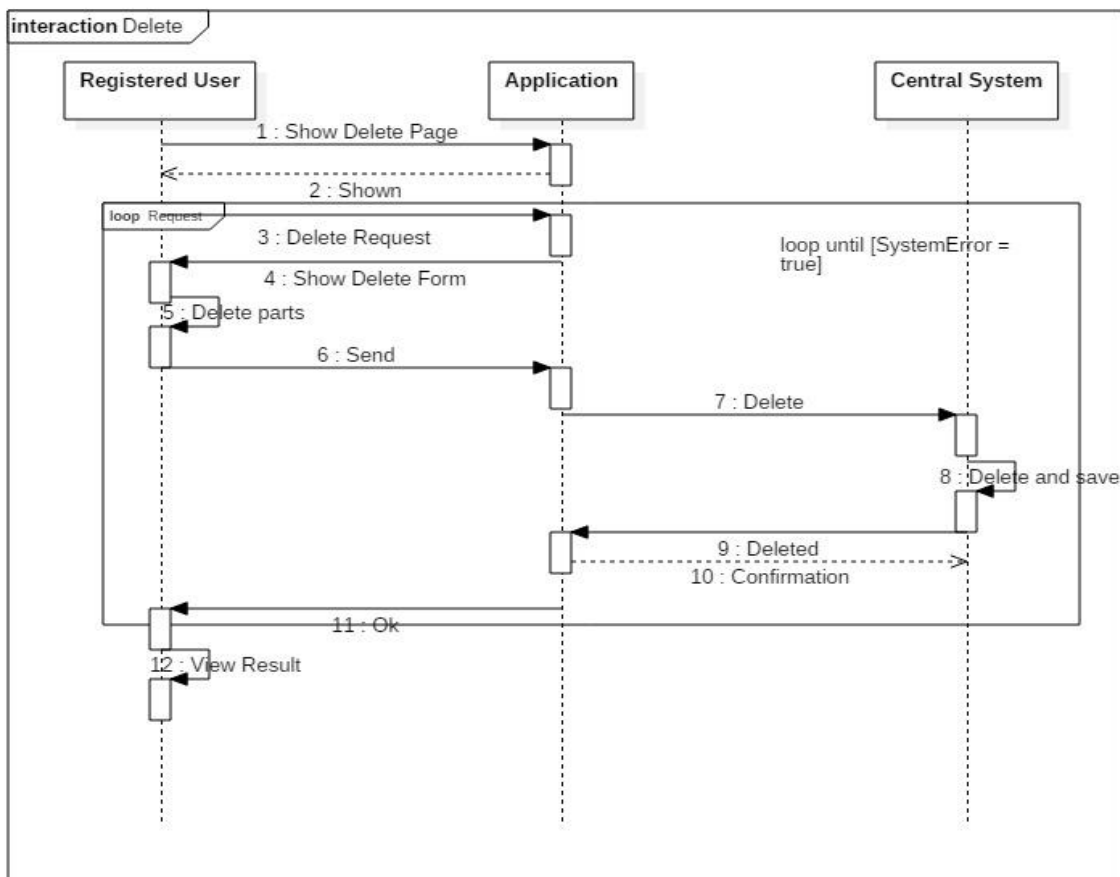 interaction Delete
Registered User
Application
Central System
1 : Show Delete Page
2 : Shown
loop Request
3 : Delete Request
loop until [SystemError =
true]
4 : Show Delete Form
5 : Delete parts
6 : Send
7 : Delete
8 : Delete and save
9 : Deleted
10 : Confirmation
11 : Ok
12 : View Result